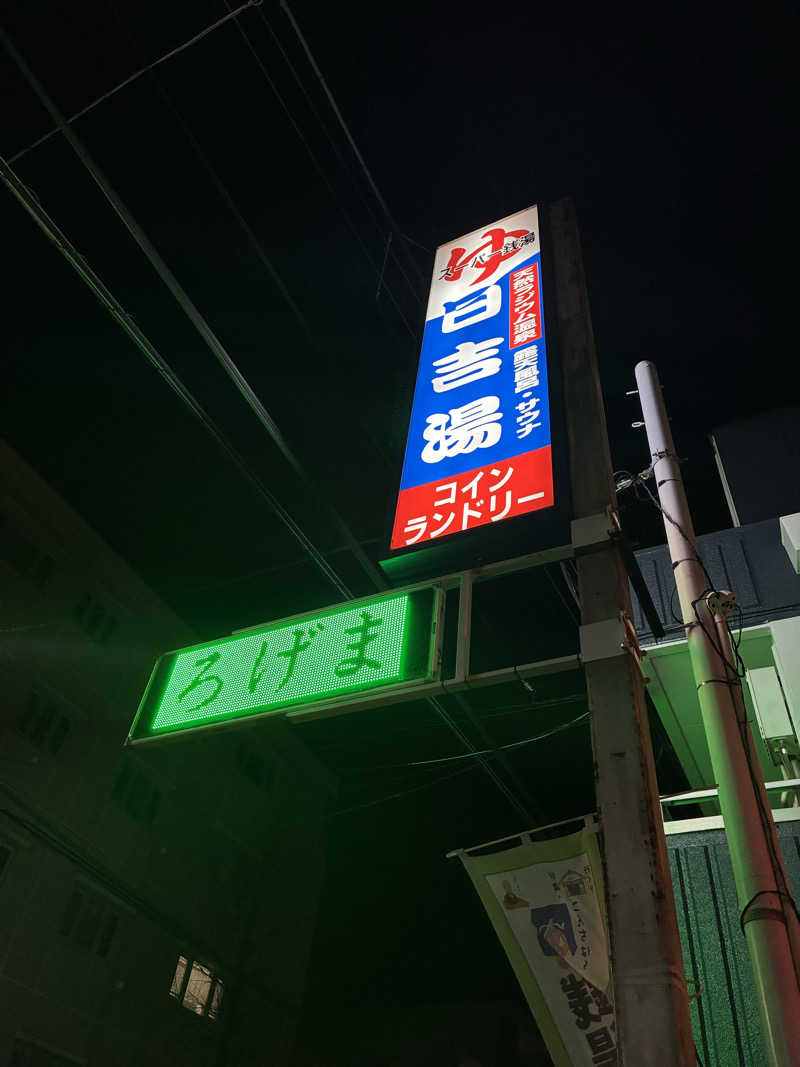 ゆ
スーパー銭湯
天然ラジウム温泉
露天風呂・サウナ
日吉湯
コイン
ランドリー
ろげま